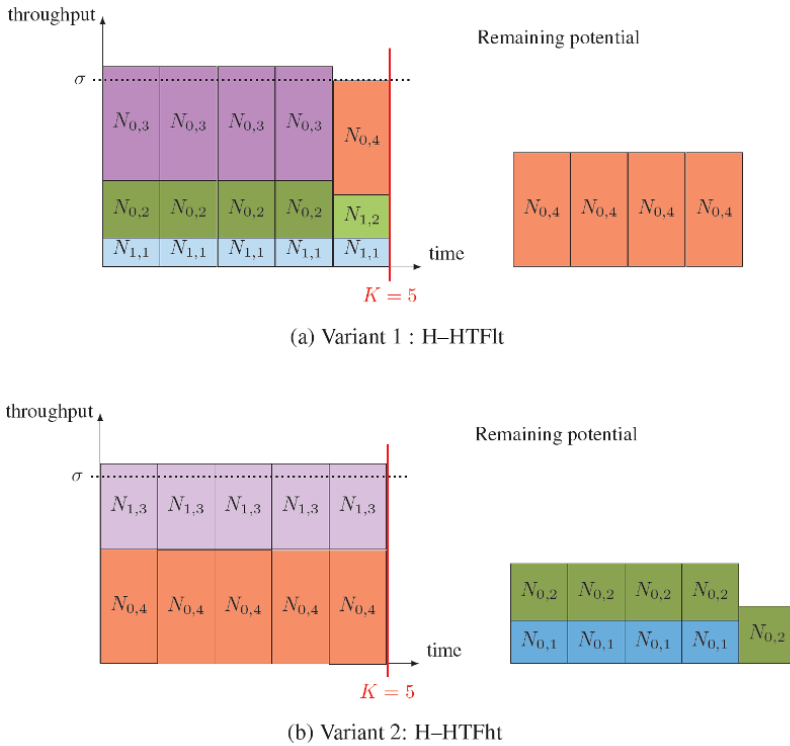 throughput
Remaining potential
σ
N0,3 N0,3 N0,3 N0,3 N0,4
N0,4 N0,4 N0,4 N0,4
N0,2 N0,2 N0,2 N0,2 N1,2
N1,1 N1,1 N1,1 N1,1 N1,1
time
K = 5
(a) Variant 1 : H–HTFlt
throughput
Remaining potential
σ
N1,3 N1,3 N1,3 N1,3 N1,3
N0,4 N0,4 N0,4 N0,4 N0,4
N0,2 N0,2 N0,2 N0,2 N0,2
N0,1 N0,1 N0,1 N0,1
time
K = 5
(b) Variant 2: H–HTFht